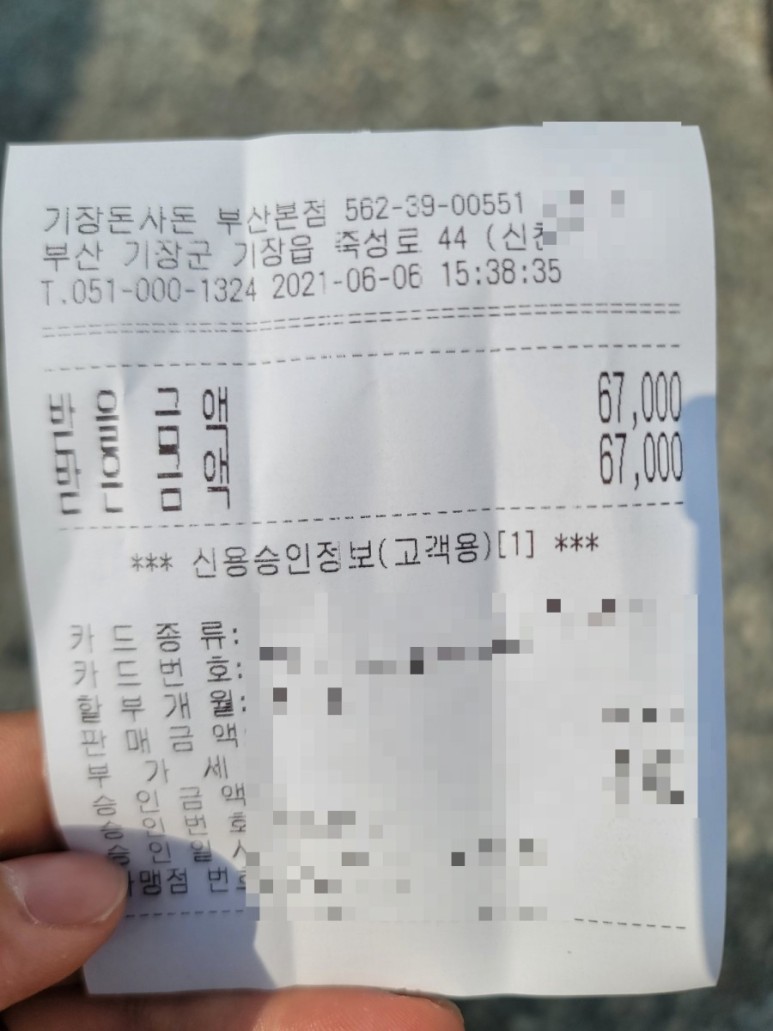 기장돈사돈 부산본점 562-39-00551
부산 기장군 기장읍 죽성로 44 (신천
T.051-000-1324 2021-06-06 15:38:35
받을금액 67,000
받은금액 67,000
*** 신용승인정보(고객용)[1] ***
카드종류:
카드번호:
할부개월:
판매금액
부가세
승인금액
승인번호
승인일시
가맹점 번호